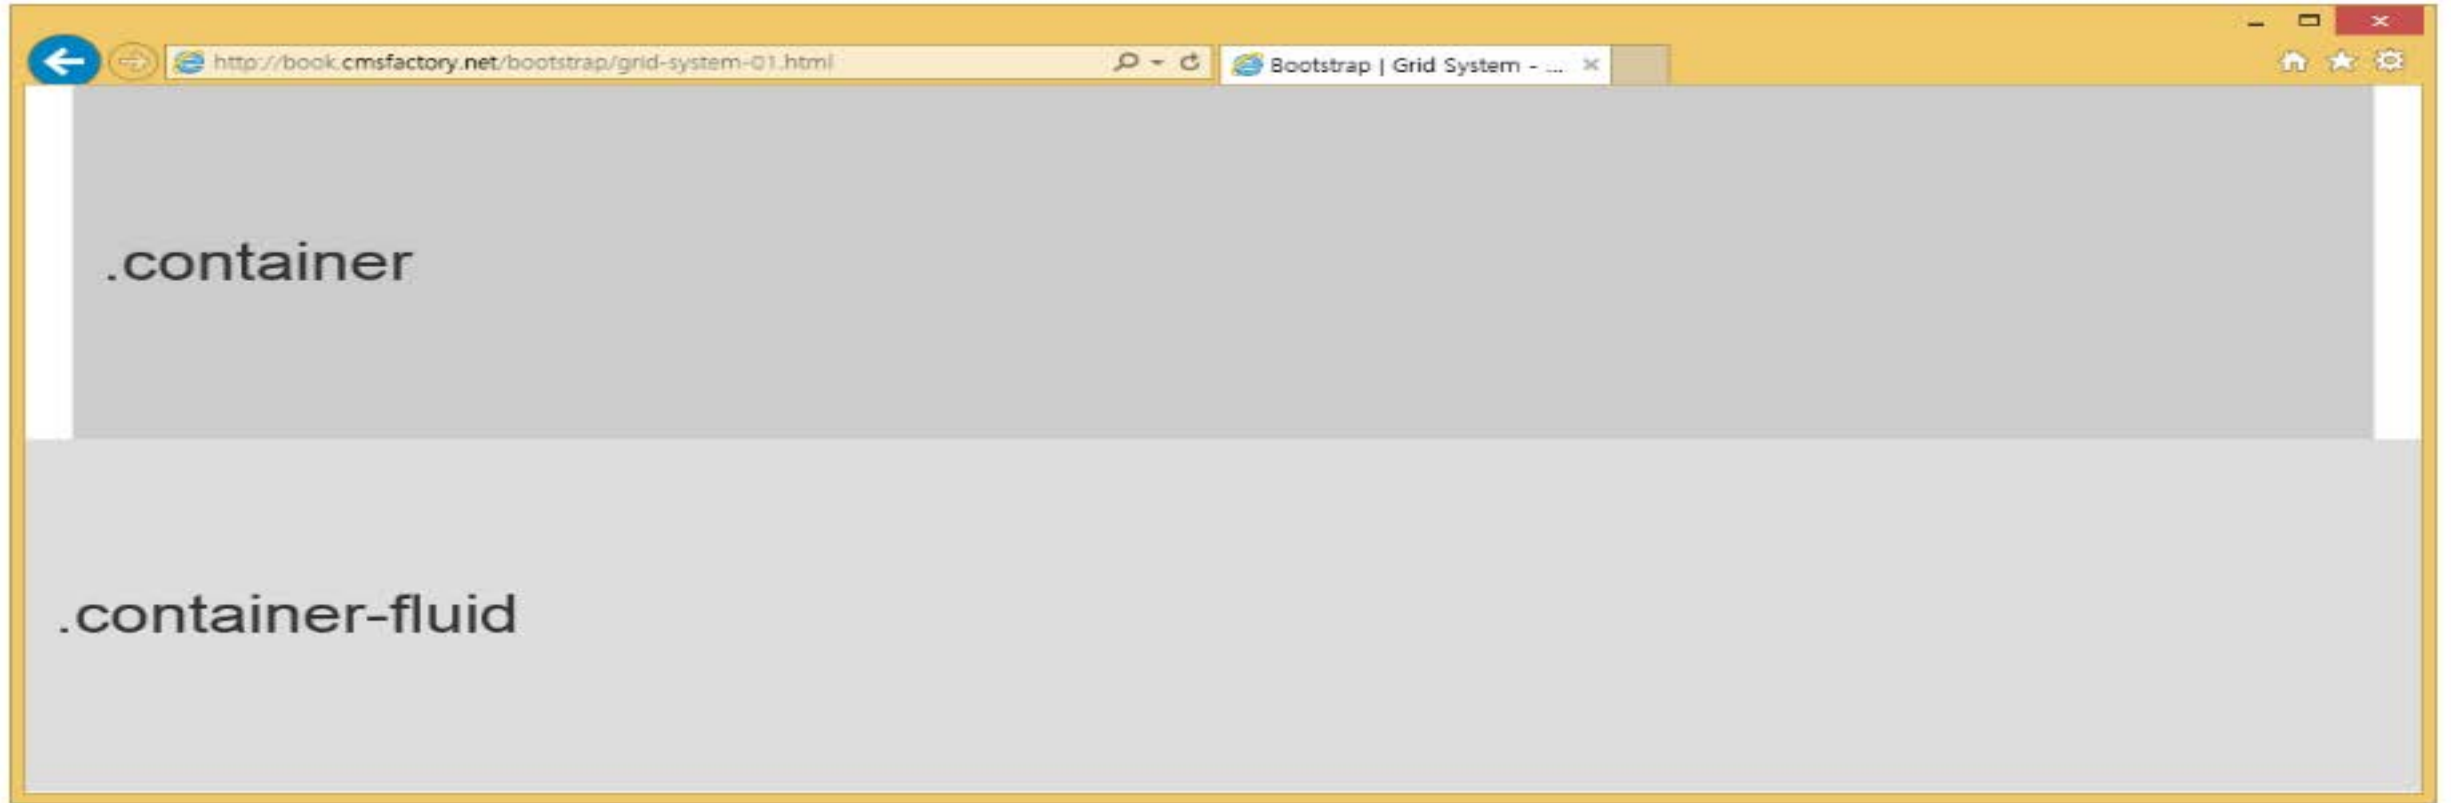 http://book.cmsfactory.net/bootstrap/grid-system-01.html
Bootstrap | Grid System - ...
.container
.container-fluid